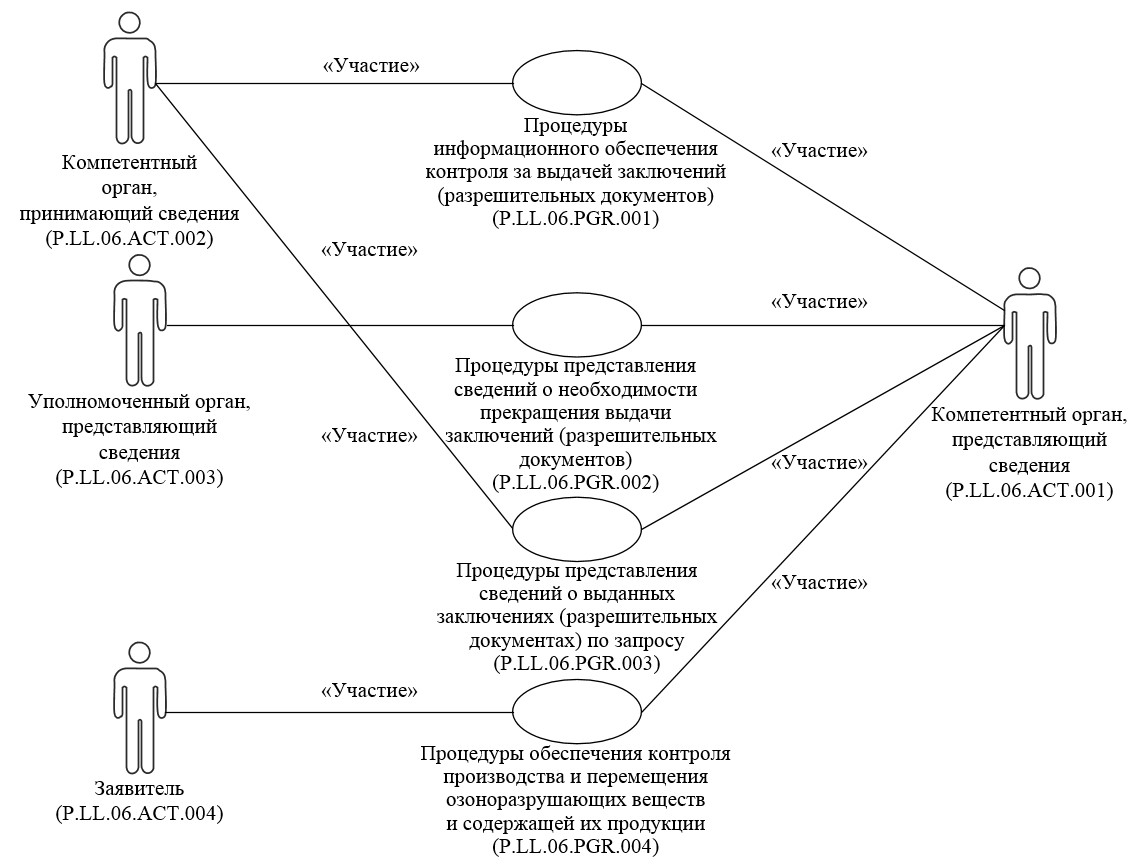 «Участие»
Процедуры
информационного обеспечения
контроля за выдачей заключений
(разрешительных документов)
(P.LL.06.PGR.001)
«Участие»
Компетентный
орган,
принимающий сведения
(P.LL.06.ACT.002)
«Участие»
«Участие»
Процедуры представления
сведений о необходимости
прекращения выдачи
заключений (разрешительных
документов)
(P.LL.06.PGR.002)
Уполномоченный орган,
представляющий
сведения
(P.LL.06.ACT.003)
«Участие»
«Участие»
Компетентный орган,
представляющий
сведения
(P.LL.06.ACT.001)
Процедуры представления
сведений о выданных
заключениях (разрешительных
документах) по запросу
(P.LL.06.PGR.003)
«Участие»
«Участие»
Заявитель
(P.LL.06.ACT.004)
Процедуры обеспечения контроля
производства и перемещения
озоноразрушающих веществ
и содержащей их продукции
(P.LL.06.PGR.004)